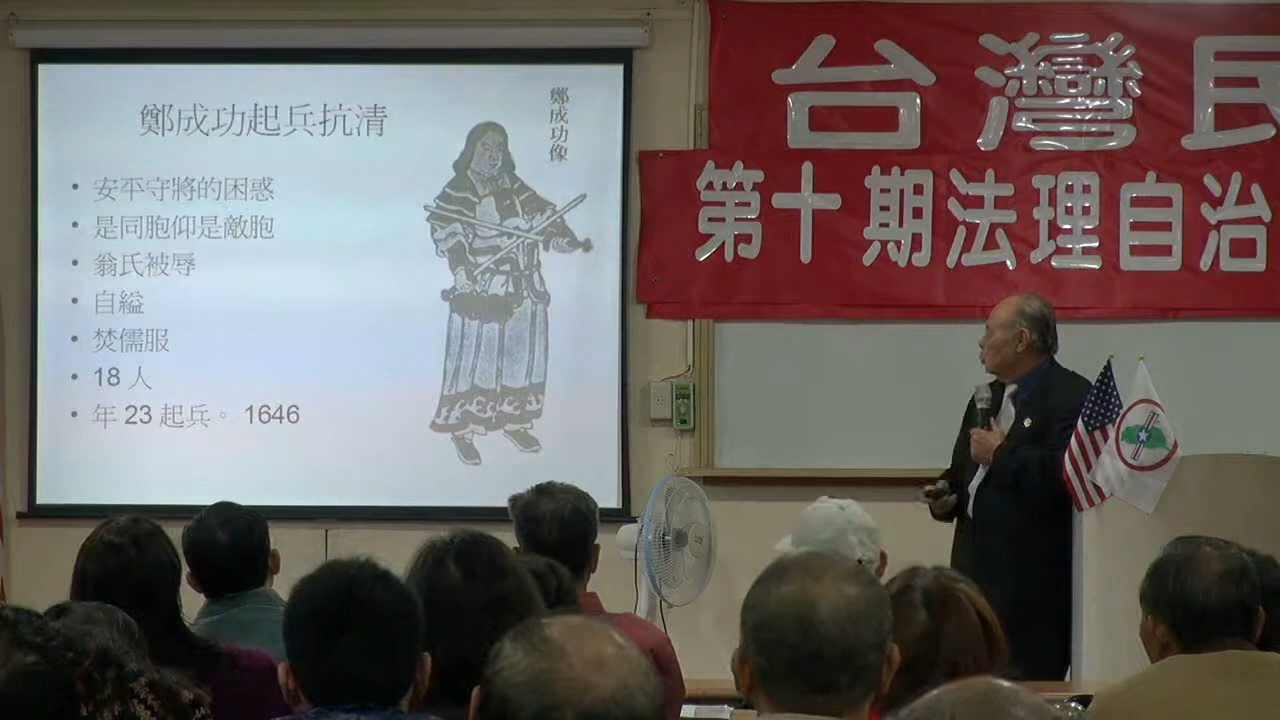 鄭成功起兵抗清
• 安平守將的困惑
• 是同胞仰是敵胞
• 翁氏被辱
• 自縊
• 焚儒服
• 18 人
• 年 23 起兵。 1646
鄭成功像
台灣民
第十期法理自治